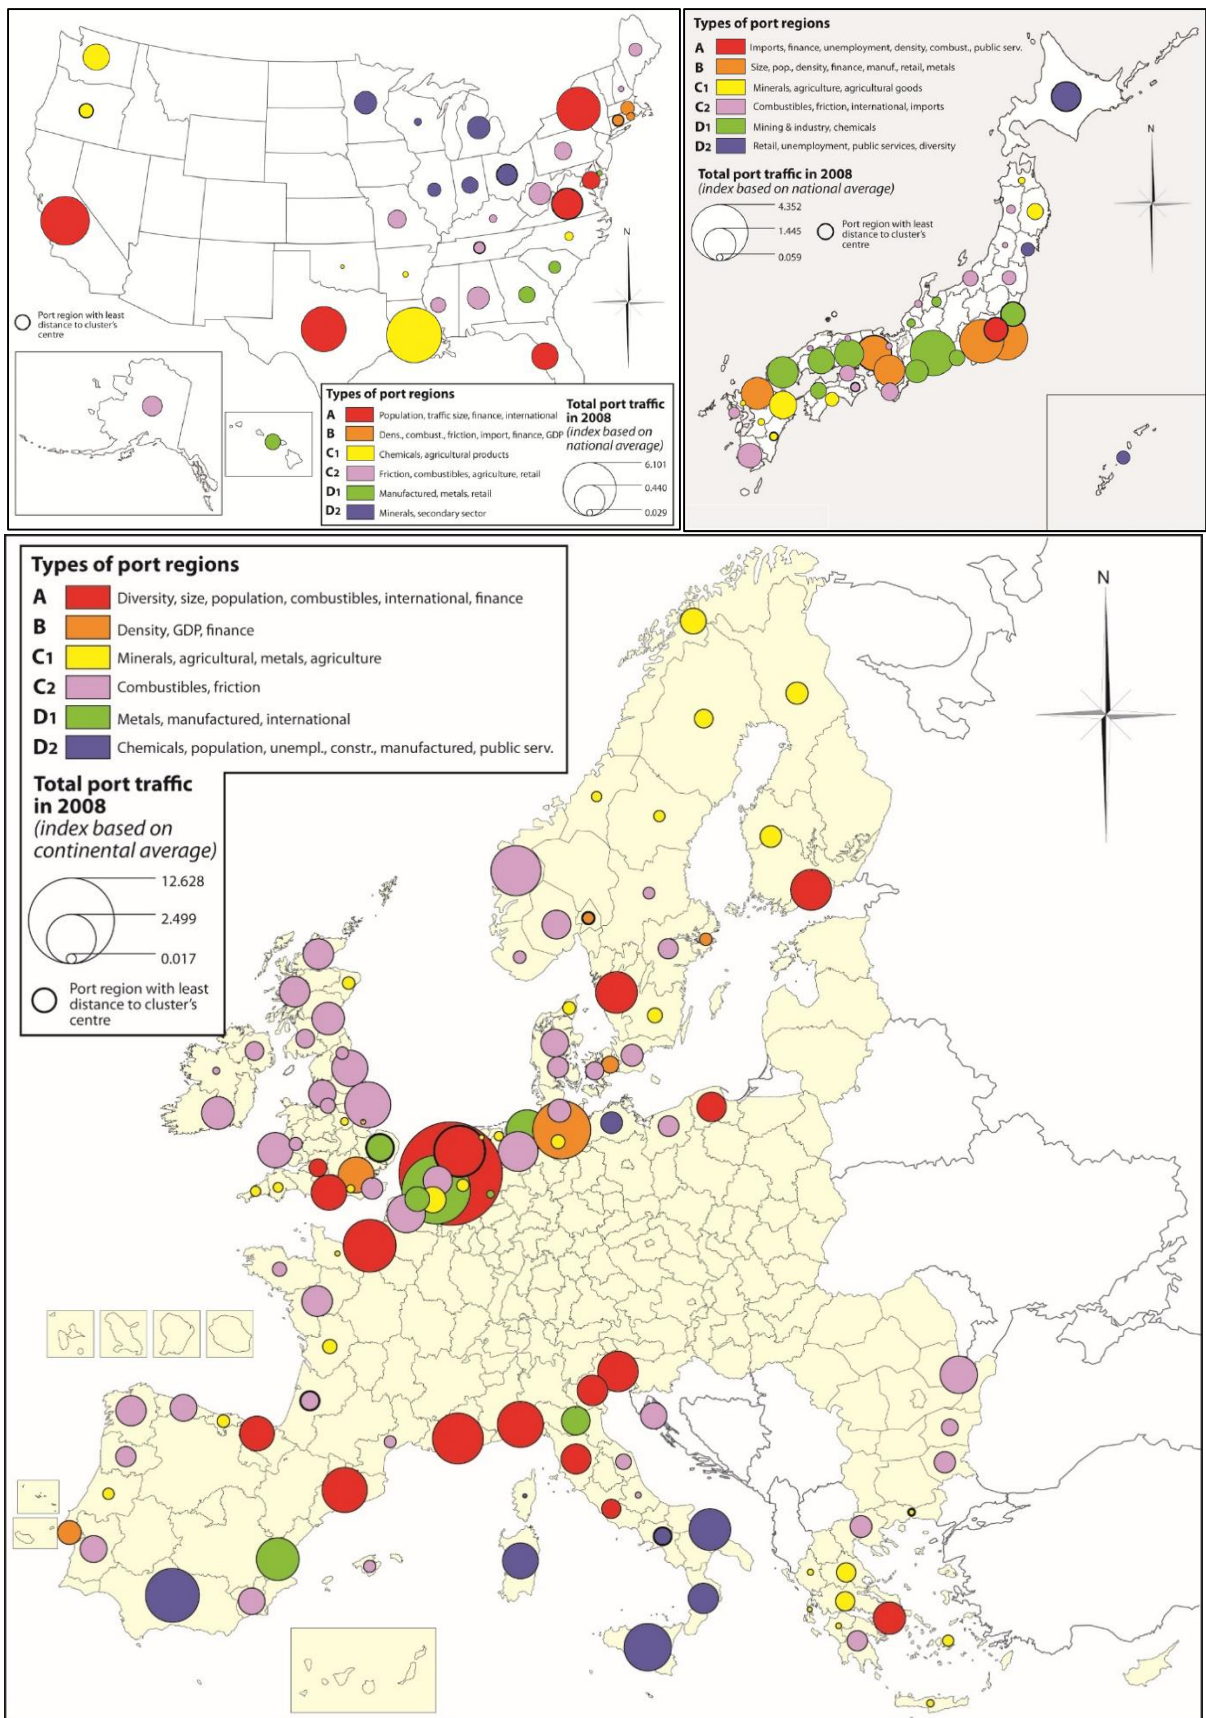 N
Port region with least
distance to cluster's
centre
Types of port regions
A Population, traffic size, finance, international
B Dens., combust., friction, import, finance, GDP
C1 Chemicals, agricultural products
C2 Friction, combustibles, agriculture, retail
D1 Manufactured, metals, retail
D2 Minerals, secondary sector
Total port traffic
in 2008
(index based on
national average)
6.101
0.440
0.029
Types of port regions
A Imports, finance, unemployment, density, combust., public serv.
B Size, pop., density, finance, manuf., retail, metals
C1 Minerals, agriculture, agricultural goods
C2 Combustibles, friction, international, imports
D1 Mining & industry, chemicals
D2 Retail, unemployment, public services, diversity
Total port traffic in 2008
(index based on national average)
4.352
1.445
0.059
Port region with least
distance to cluster's
centre
N
Types of port regions
A Diversity, size, population, combustibles, international, finance
B Density, GDP, finance
C1 Minerals, agricultural, metals, agriculture
C2 Combustibles, friction
D1 Metals, manufactured, international
D2 Chemicals, population, unempl., constr., manufactured, public serv.
Total port traffic
in 2008
(index based on
continental average)
12.628
2.499
0.017
Port region with least
distance to cluster's
centre
N